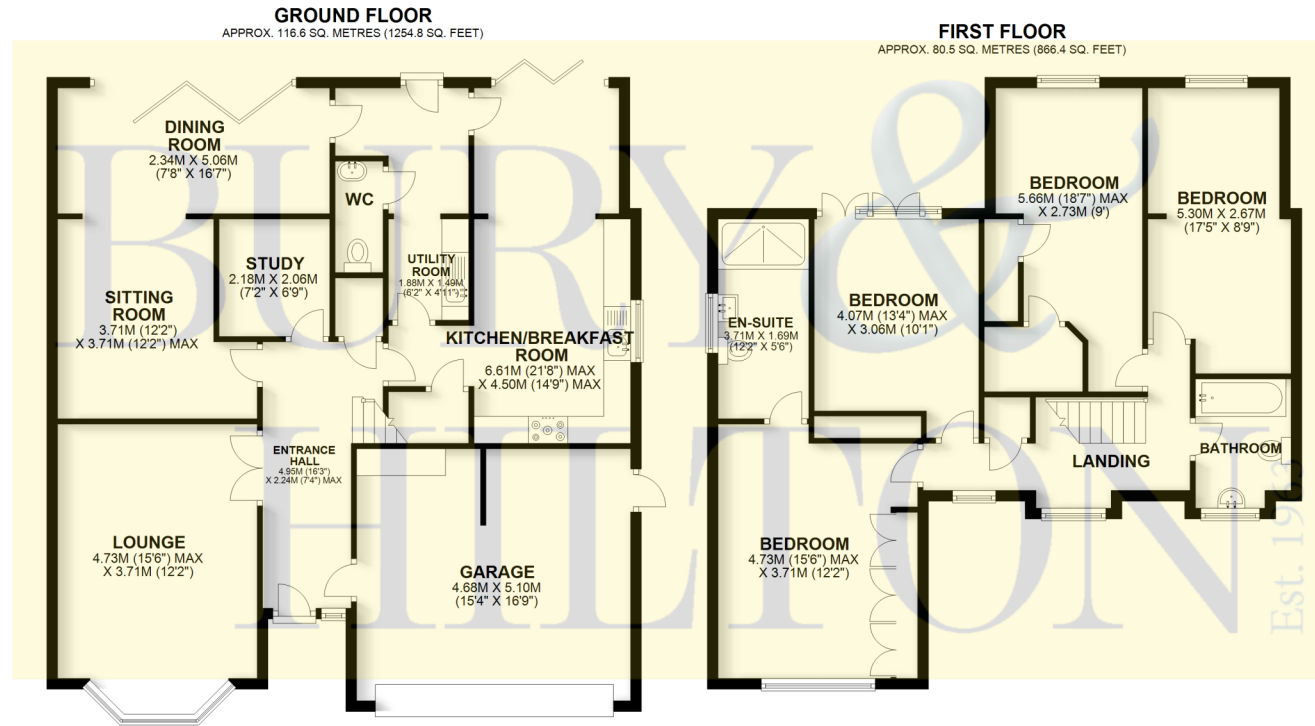 GROUND FLOOR
APPROX. 116.6 SQ. METRES (1254.8 SQ. FEET)
DINING
ROOM
2.34M X 5.06M
(7'8" X 16'7")
WC
STUDY
2.18M X 2.06M
(7'2" X 6'9")
UTILITY
ROOM
1.88M X 1.49M
(6'2" X 4'11")
SITTING
ROOM
3.71M (12'2")
X 3.71M (12'2") MAX
KITCHEN/BREAKFAST
ROOM
6.61M (21'8") MAX
X 4.50M (14'9") MAX
ENTRANCE
HALL
4.95M (16'3")
X 2.24M (7'4") MAX
LOUNGE
4.73M (15'6") MAX
X 3.71M (12'2")
GARAGE
4.68M X 5.10M
(15'4" X 16'9")
FIRST FLOOR
APPROX. 80.5 SQ. METRES (866.4 SQ. FEET)
BEDROOM
5.66M (18'7") MAX
X 2.73M (9')
BEDROOM
5.30M X 2.67M
(17'5" X 8'9")
BEDROOM
4.07M (13'4") MAX
X 3.06M (10'1")
EN-SUITE
3.71M X 1.69M
(12'2" X 5'6")
LANDING
BATHROOM
BEDROOM
4.73M (15'6") MAX
X 3.71M (12'2")
BURY &
HILTON
Est. 1963